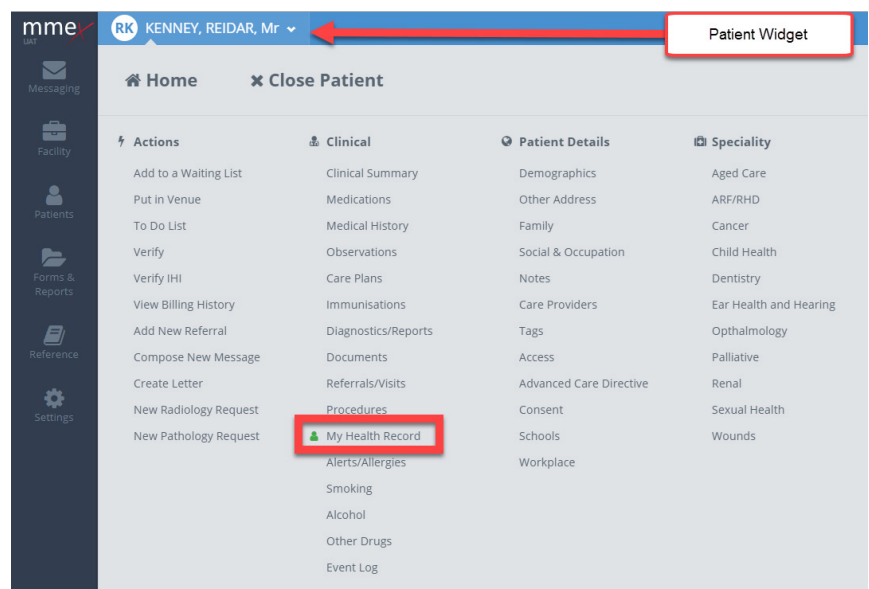 mmex
UAT
RK KENNEY, REIDAR, Mr
Patient Widget
Messaging
Facility
Patients
Forms &
Reports
Reference
Settings
Home
Close Patient
Actions
Add to a Waiting List
Put in Venue
To Do List
Verify
Verify IHI
View Billing History
Add New Referral
Compose New Message
Create Letter
New Radiology Request
New Pathology Request
Clinical
Clinical Summary
Medications
Medical History
Observations
Care Plans
Immunisations
Diagnostics/Reports
Documents
Referrals/Visits
Procedures
My Health Record
Alerts/Allergies
Smoking
Alcohol
Other Drugs
Event Log
Patient Details
Demographics
Other Address
Family
Social & Occupation
Notes
Care Providers
Tags
Access
Advanced Care Directive
Consent
Schools
Workplace
Speciality
Aged Care
ARF/RHD
Cancer
Child Health
Dentistry
Ear Health and Hearing
Opthalmology
Palliative
Renal
Sexual Health
Wounds